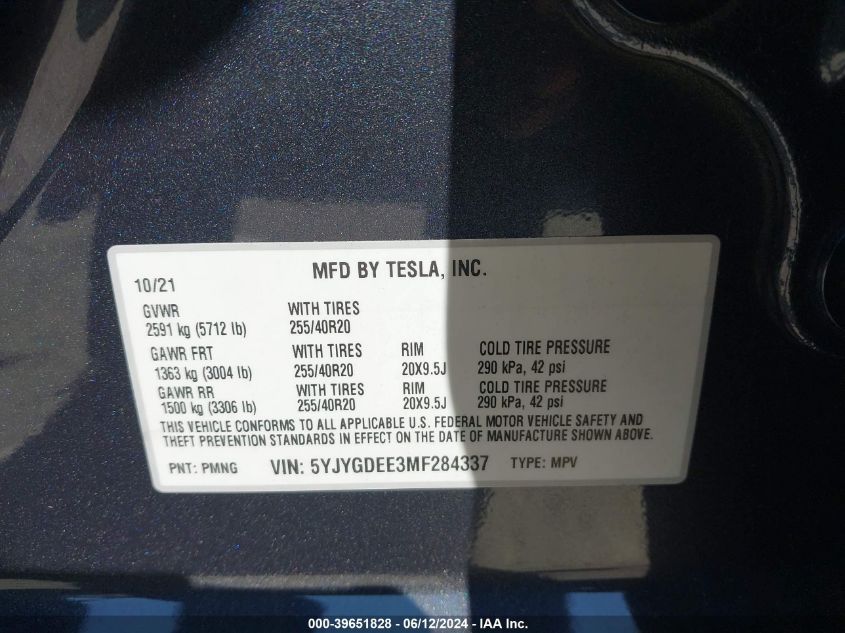 MFD BY TESLA, INC.
10/21
GVWR WITH TIRES
2591 kg (5712 lb) 255/40R20
GAWR FRT WITH TIRES RIM COLD TIRE PRESSURE
1363 kg (3004 lb) 255/40R20 20X9.5J 290 kPa, 42 psi
GAWR RR WITH TIRES RIM COLD TIRE PRESSURE
1500 kg (3306 lb) 255/40R20 20X9.5J 290 kPa, 42 psi
THIS VEHICLE CONFORMS TO ALL APPLICABLE U.S. FEDERAL MOTOR VEHICLE SAFETY AND
THEFT PREVENTION STANDARDS IN EFFECT ON THE DATE OF MANUFACTURE SHOWN ABOVE.
PNT: PMNG VIN: 5YJYGDEE3MF284337 TYPE: MPV
000-39651828 - 06/12/2024 - IAA Inc.